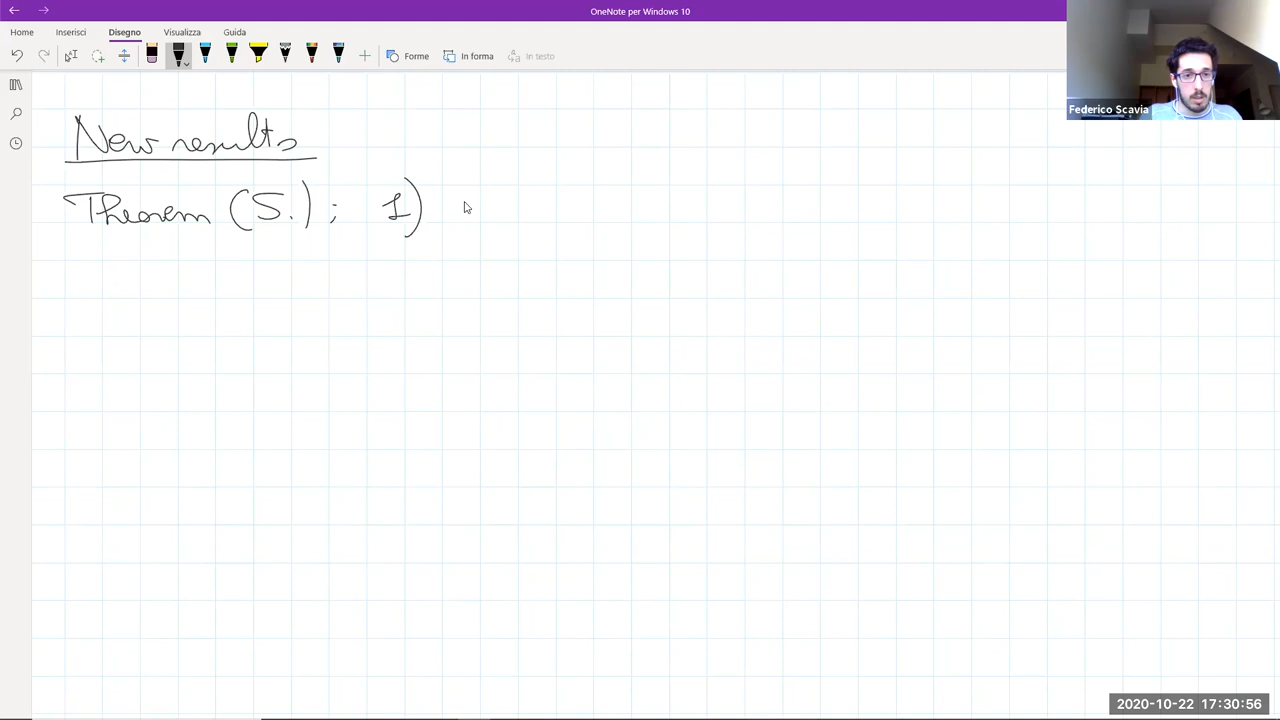 OneNote per Windows 10
Home Inserisci Disegno Visualizza Guida
Forme In forma In testo
Federico Scavia
New results
Theorem (S.) ; 1)
2020-10-22 17:30:56